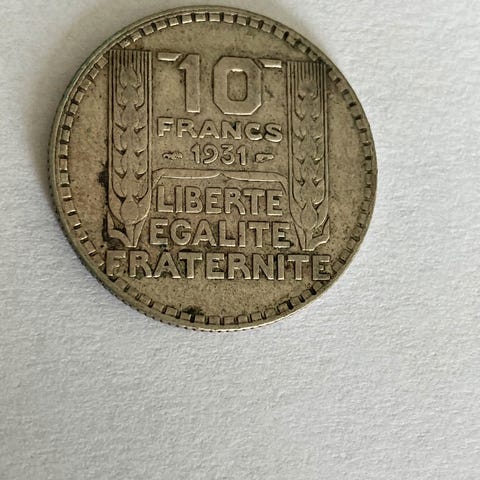 10
FRANCS
1931
LIBERTE
EGALITE
FRATERNITE